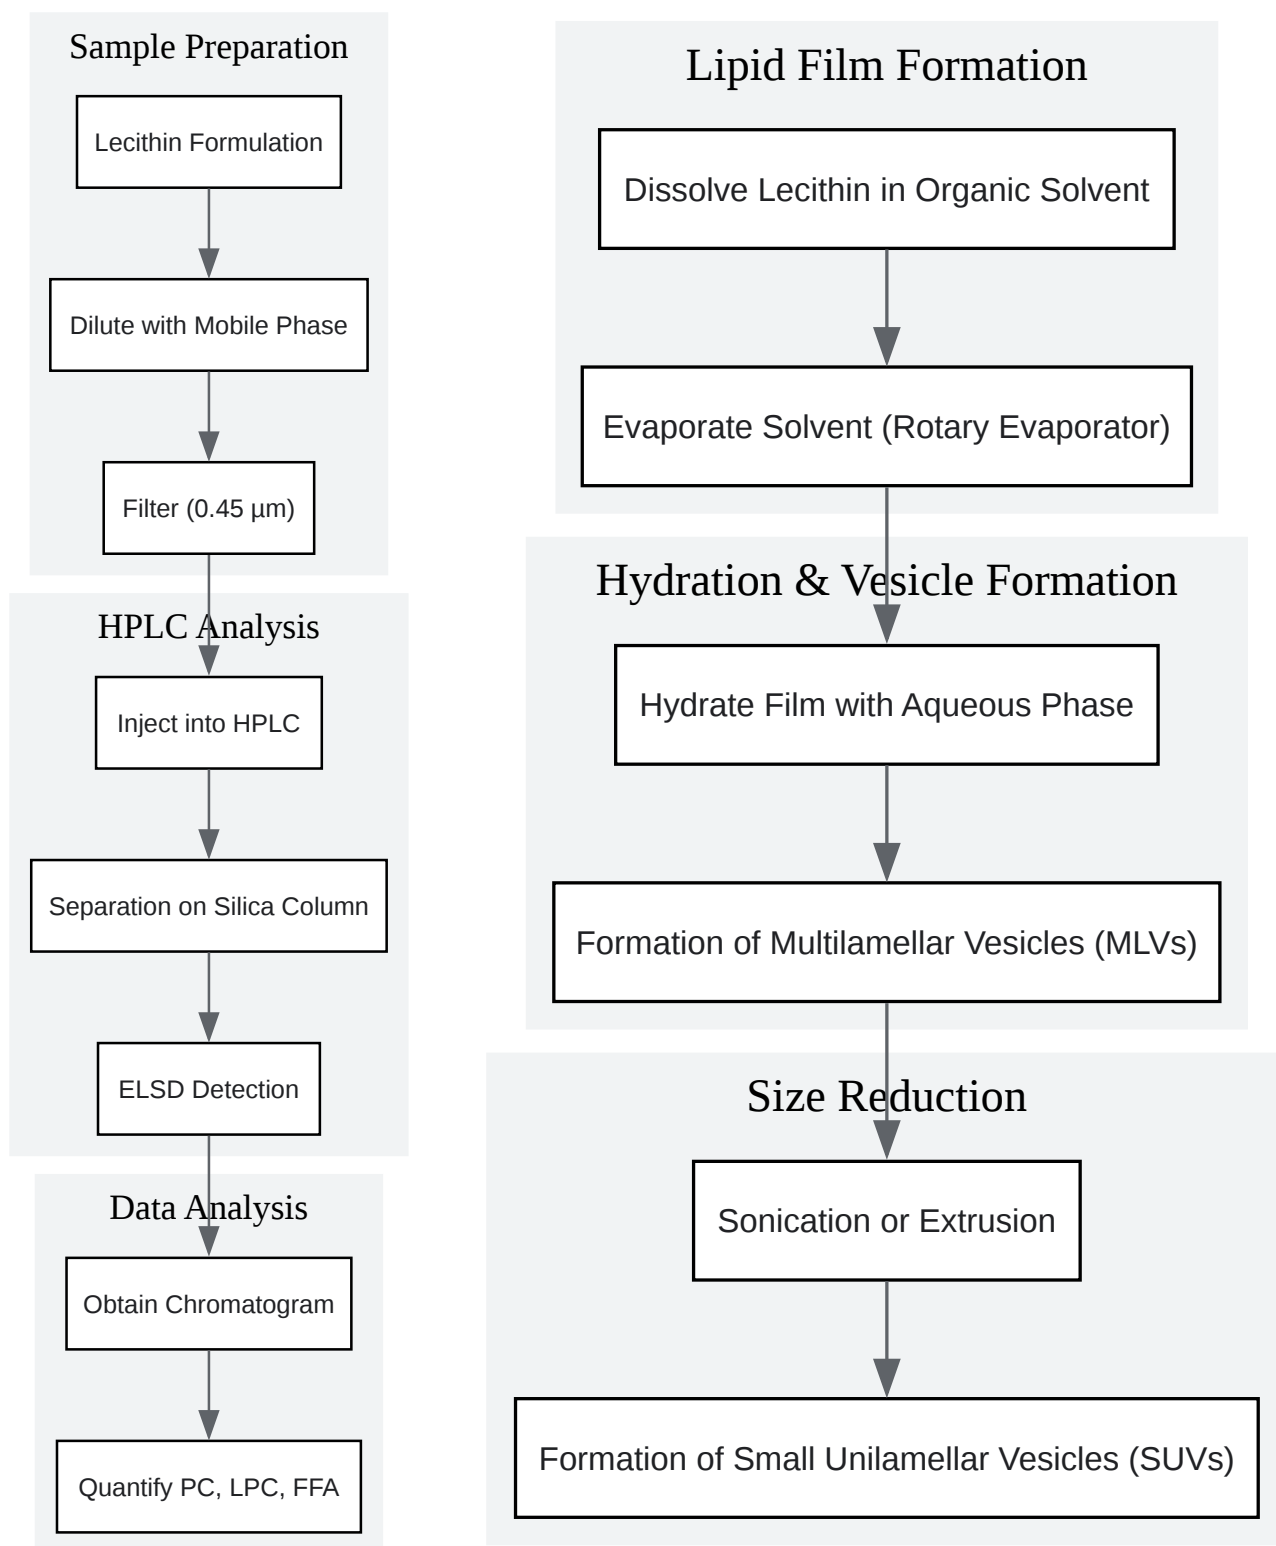 Sample Preparation
Lecithin Formulation
Dilute with Mobile Phase
Filter (0.45 µm)
HPLC Analysis
Inject into HPLC
Separation on Silica Column
ELSD Detection
Data Analysis
Obtain Chromatogram
Quantify PC, LPC, FFA
Lipid Film Formation
Dissolve Lecithin in Organic Solvent
Evaporate Solvent (Rotary Evaporator)
Hydration & Vesicle Formation
Hydrate Film with Aqueous Phase
Formation of Multilamellar Vesicles (MLVs)
Size Reduction
Sonication or Extrusion
Formation of Small Unilamellar Vesicles (SUVs)